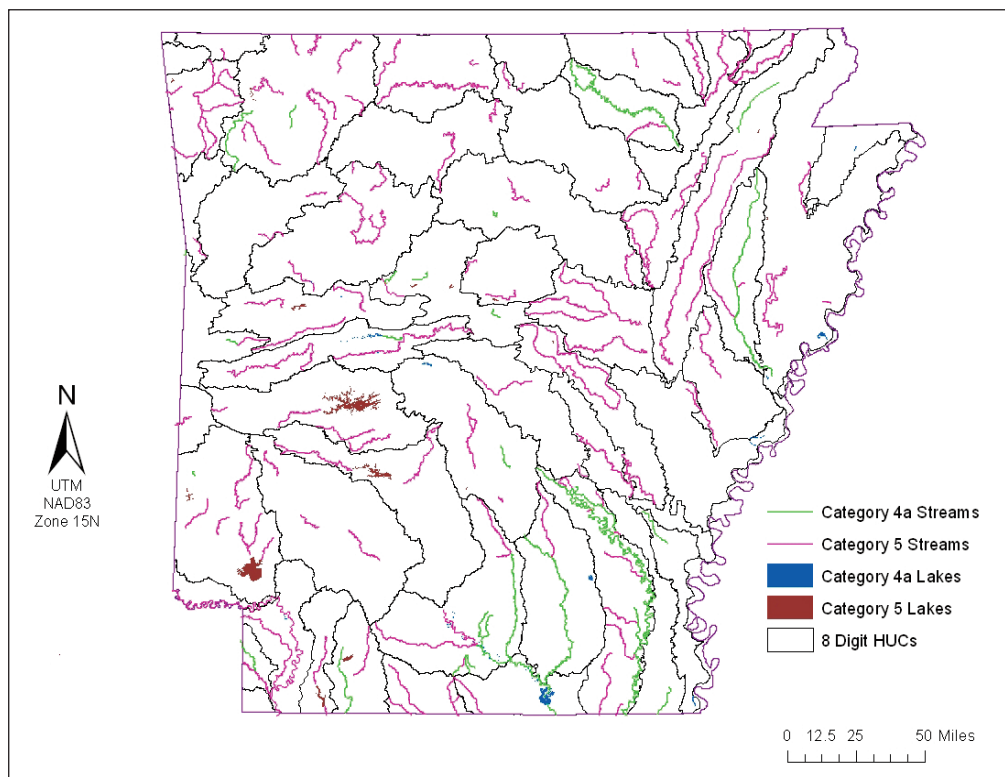 N
UTM
NAD83
Zone 15N
Category 4a Streams
Category 5 Streams
Category 4a Lakes
Category 5 Lakes
8 Digit HUCs
0 12.5 25 50 Miles